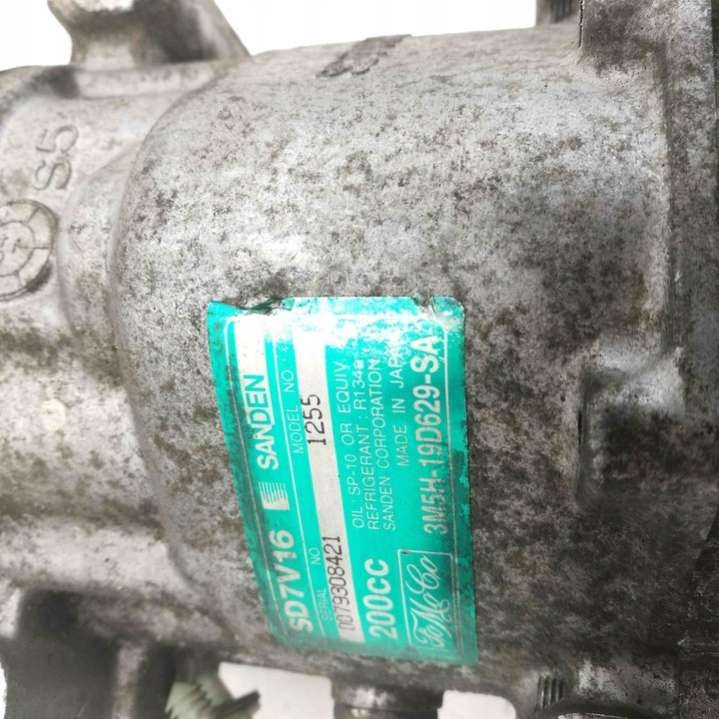 S5
SD7V16 SANDEN
SERIAL NO MODEL NO
0079308421 1255
200CC
OIL : SP-10 OR EQUIV
REFRIGERANT : R134a
SANDEN CORPORATION
MADE IN JAPAN
FoMoCo 3M5H-19D629-SA